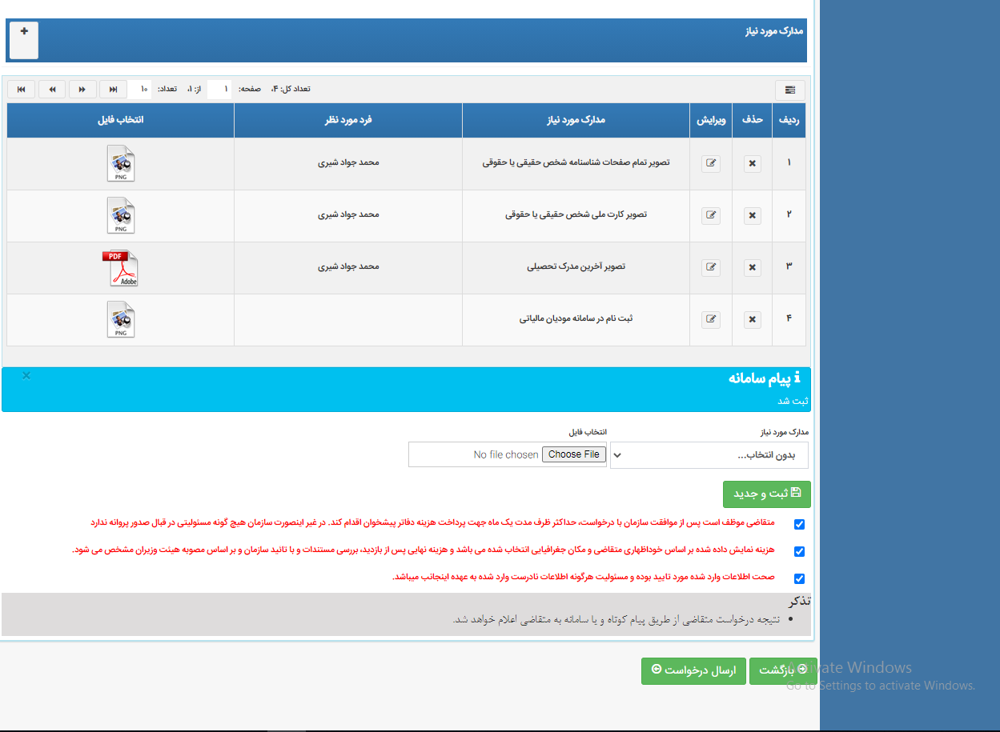 مدارک مورد نیاز
تعداد کل: ۴، صفحه: ۱ از: ۱، تعداد: ۱۰
ردیف حذف ویرایش مدارک مورد نیاز فرد مورد نظر انتخاب فایل
۱ تصویر تمام صفحات شناسنامه شخص حقیقی یا حقوقی محمد جواد شیری PNG
۲ تصویر کارت ملی شخص حقیقی یا حقوقی محمد جواد شیری PNG
۳ تصویر آخرین مدرک تحصیلی محمد جواد شیری PDF Adobe
۴ ثبت نام در سامانه مودیان مالیاتی PNG
پیام سامانه
ثبت شد
مدارک مورد نیاز انتخاب فایل
بدون انتخاب... Choose File No file chosen
ثبت و جدید
متقاضی موظف است پس از موافقت سازمان با درخواست، حداکثر ظرف مدت یک ماه جهت پرداخت هزینه دفاتر پیشخوان اقدام کند. در غیر اینصورت سازمان هیچ گونه مسئولیتی در قبال صدور پروانه ندارد
هزینه نمایش داده شده بر اساس خوداظهاری متقاضی و مکان جغرافیایی انتخاب شده می باشد و هزینه نهایی پس از بازدید، بررسی مستندات و با تائید سازمان و بر اساس مصوبه هیئت وزیران مشخص می شود.
صحت اطلاعات وارد شده مورد تایید بوده و مسئولیت هرگونه اطلاعات نادرست وارد شده به عهده اینجانب میباشد.
تذکر
• نتیجه درخواست متقاضی از طریق پیام کوتاه و یا سامانه به متقاضی اعلام خواهد شد.
بازگشت ارسال درخواست
Activate Windows
Go to Settings to activate Windows.